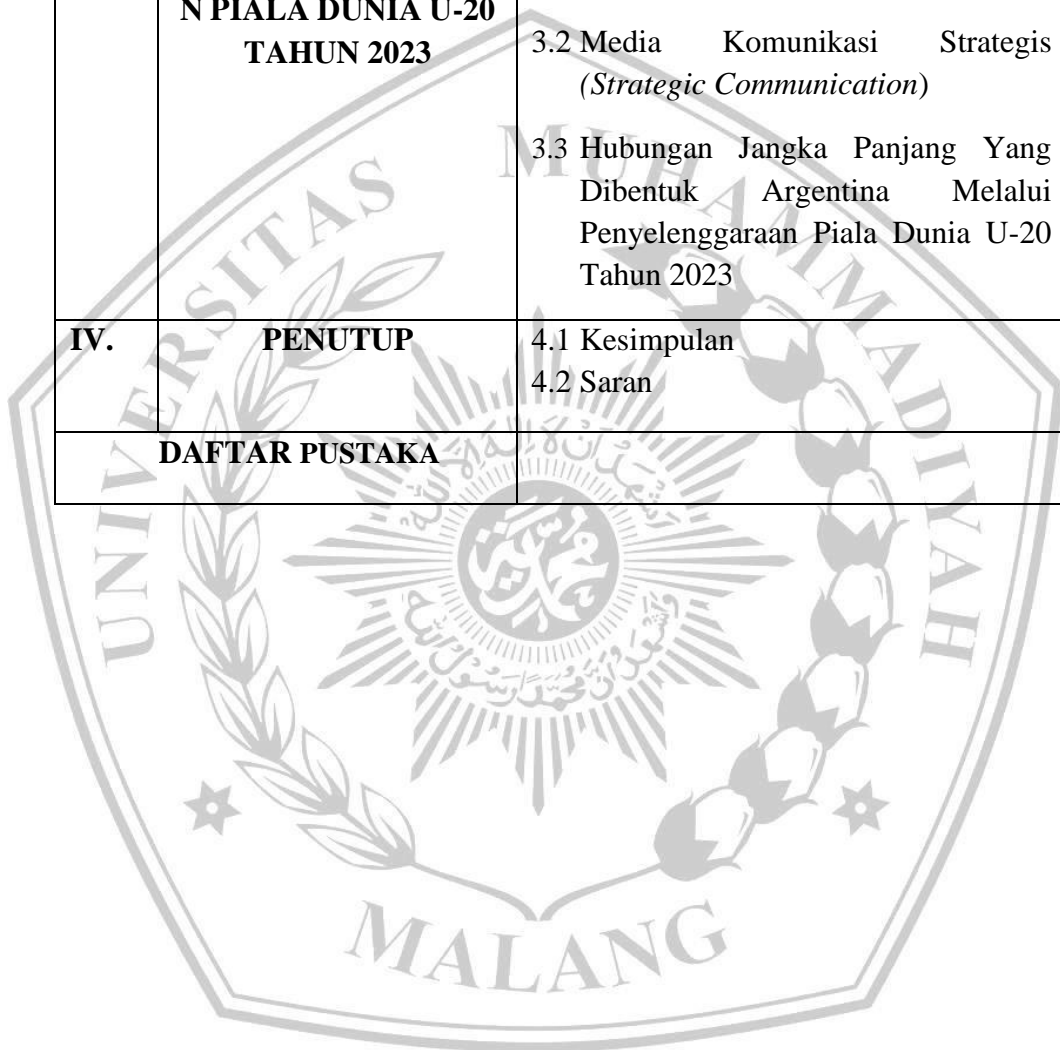 N PIALA DUNIA U-20
TAHUN 2023
3.2 Media Komunikasi Strategis
(Strategic Communication)
3.3 Hubungan Jangka Panjang Yang
Dibentuk Argentina Melalui
Penyelenggaraan Piala Dunia U-20
Tahun 2023
IV. PENUTUP 4.1 Kesimpulan
4.2 Saran
DAFTAR PUSTAKA
UNIVERSITAS MUHAMMADIYAH
MALANG